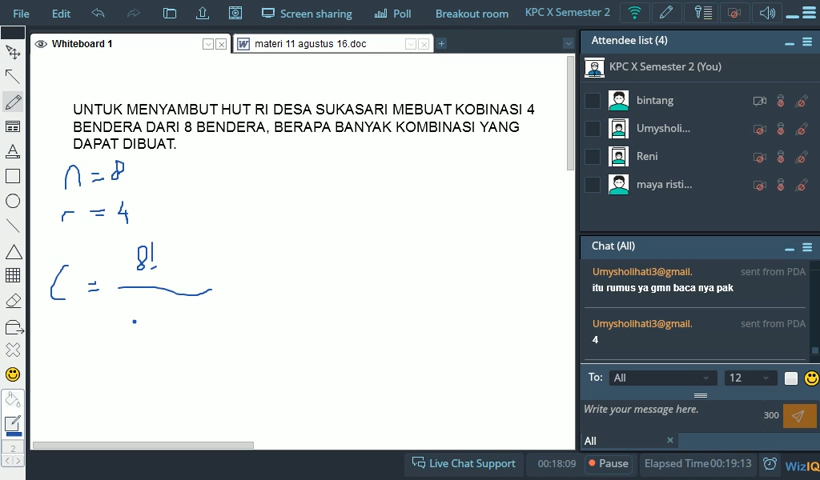 File Edit Screen sharing Poll Breakout room KPC X Semester 2
Whiteboard 1 materi 11 agustus 16.doc
Attendee list (4)
KPC X Semester 2 (You)
bintang
Umysholi...
Reni
maya risti...
UNTUK MENYAMBUT HUT RI DESA SUKASARI MEBUAT KOBINASI 4
BENDERA DARI 8 BENDERA, BERAPA BANYAK KOMBINASI YANG
DAPAT DIBUAT.
n = 8
r = 4
C = 8!
Chat (All)
Umysholihati3@gmail. sent from PDA
itu rumus ya gmn baca nya pak
Umysholihati3@gmail. sent from PDA
4
To: All 12
Write your message here. 300
All
2
Live Chat Support 00:18:09 Pause Elapsed Time 00:19:13 WizIQ